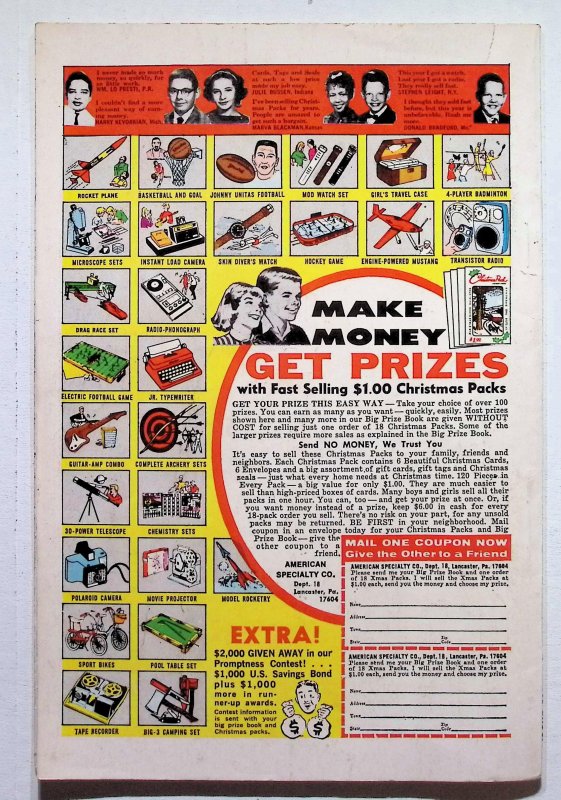 I never made so much
money, so quickly, for
so little work.
WM. LO PRESTI, P.R.
I couldn't find a more
pleasant way of earn-
ing money.
HARRY KEVORKIAN, Mich.
Cards, Tags and Seals
at such a low price
made my job easy.
JULIE BUSSEN, Indiana
I've been selling Christ-
mas Packs for years.
People are amazed to
get such a bargain.
MARVA BLACKMAN, Kansas
This year I got a watch.
Last year I got a radio.
They really sell fast.
STEPHEN LEIGHT, N.Y.
I thought they sold fast
before, but this year is
unbelievable. Rush me
more.
DONALD BRADFORD, Mo.
ROCKET PLANE
BASKETBALL AND GOAL
JOHNNY UNITAS FOOTBALL
MOD WATCH SET
GIRL'S TRAVEL CASE
4-PLAYER BADMINTON
MICROSCOPE SETS
INSTANT LOAD CAMERA
SKIN DIVER'S WATCH
HOCKEY GAME
ENGINE-POWERED MUSTANG
TRANSISTOR RADIO
DRAG RACE SET
RADIO-PHONOGRAPH
ELECTRIC FOOTBALL GAME
JR. TYPEWRITER
GUITAR-AMP COMBO
COMPLETE ARCHERY SETS
30-POWER TELESCOPE
CHEMISTRY SETS
POLAROID CAMERA
MOVIE PROJECTOR
MODEL ROCKETRY
SPORT BIKES
POOL TABLE SET
TAPE RECORDER
BIG-3 CAMPING SET
Christmas Pack
$1.00
MAKE
MONEY
GET PRIZES
with Fast Selling $1.00 Christmas Packs
GET YOUR PRIZE THIS EASY WAY — Take your choice of over 100
prizes. You can earn as many as you want — quickly, easily. Most prizes
shown here and many more in our Big Prize Book are given WITHOUT
COST for selling just one order of 18 Christmas Packs. Some of the
larger prizes require more sales as explained in the Big Prize Book.
Send NO MONEY, We Trust You
It's easy to sell these Christmas Packs to your family, friends and
neighbors. Each Christmas Pack contains 6 Beautiful Christmas Cards,
6 Envelopes and a big assortment of gift cards, gift tags and Christmas
seals — just what every home needs at Christmas time. 120 Pieces in
Every Pack — a big value for only $1.00. They are much easier to
sell than high-priced boxes of cards. Many boys and girls sell all their
packs in one hour. You can, too — and get your prize at once. Or, if
you want money instead of a prize, keep $6.00 in cash for every
18-pack order you sell. There's no risk on your part, for any unsold
packs may be returned. BE FIRST in your neighborhood. Mail
coupon in an envelope today for your Christmas Packs and Big
Prize Book — give the
other coupon to a
friend.
AMERICAN
SPECIALTY CO.
Dept. 18
Lancaster, Pa.
17604
EXTRA!
$2,000 GIVEN AWAY in our
Promptness Contest! . . .
$1,000 U.S. Savings Bond
plus $1,000
more in run-
ner-up awards.
Contest information
is sent with your
big prize book and
Christmas packs.
$ $
MAIL ONE COUPON NOW
Give the Other to a Friend
AMERICAN SPECIALTY CO., Dept. 18, Lancaster, Pa. 17604
Please send me your Big Prize Book and one order
of 18 Xmas Packs. I will sell the Xmas Packs at
$1.00 each, send you the money and choose my prize.
Name
Address
Town
State Zip Code
AMERICAN SPECIALTY CO., Dept. 18, Lancaster, Pa. 17604
Please send me your Big Prize Book and one order
of 18 Xmas Packs. I will sell the Xmas Packs at
$1.00 each, send you the money and choose my prize.
Name
Address
Town
State Zip Code